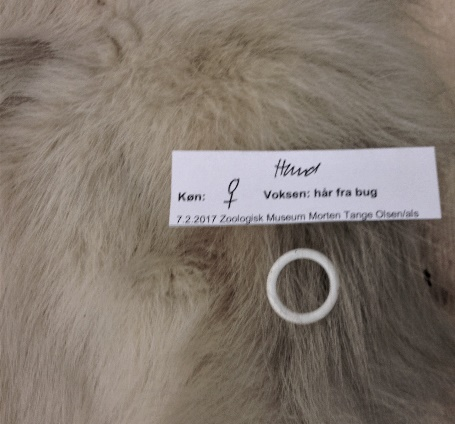 Hund
Køn: ♀ Voksen: hår fra bug
7.2.2017 Zoologisk Museum Morten Tange Olsen/als